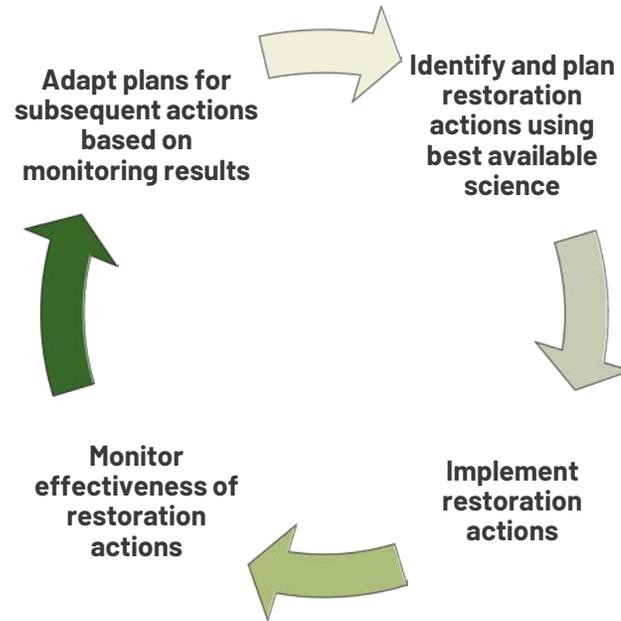 Adapt plans for
subsequent actions
based on
monitoring results
Identify and plan
restoration
actions using
best available
science
Implement
restoration
actions
Monitor
effectiveness of
restoration
actions